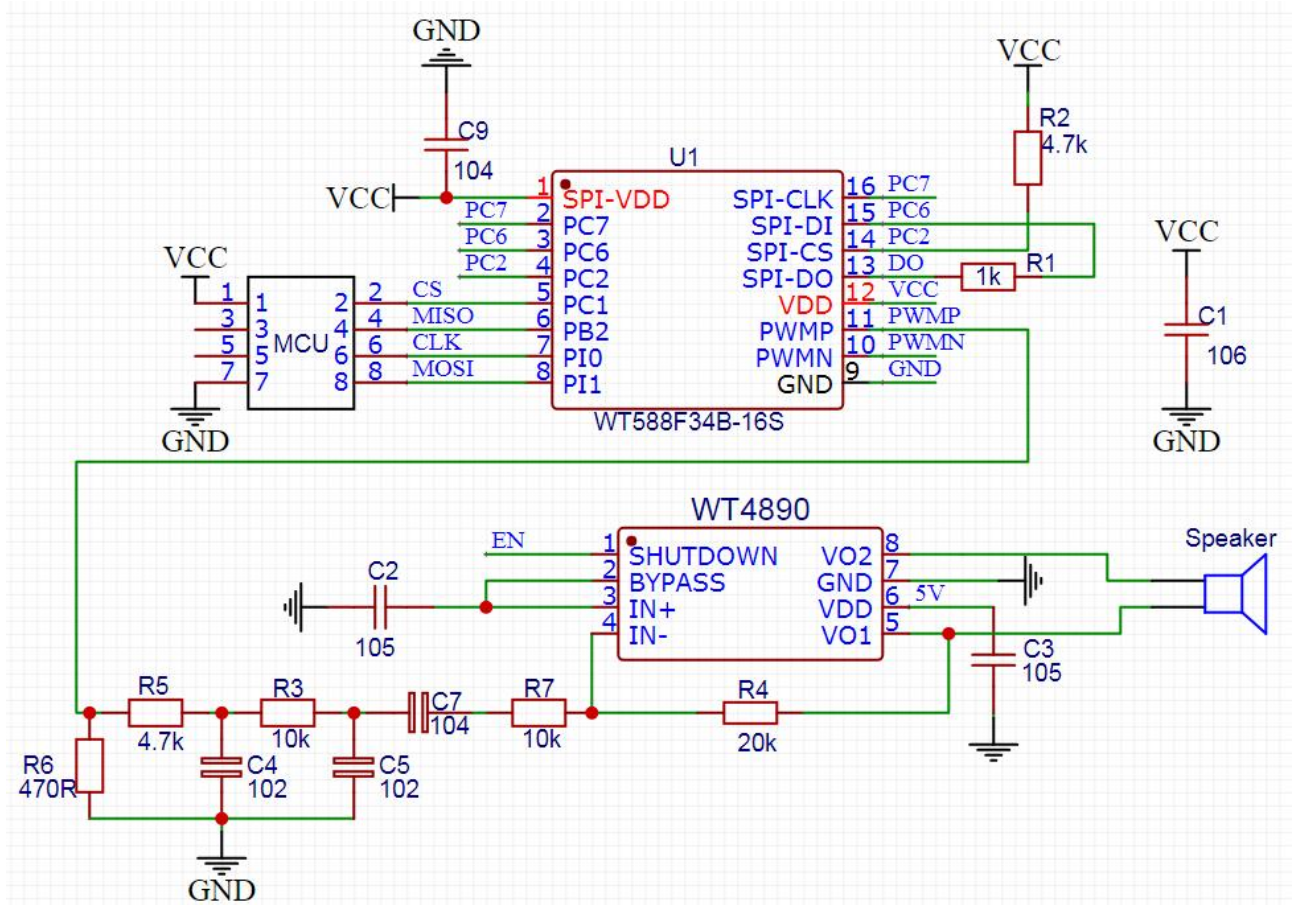 GND
VCC
C9
104
R2
4.7k
U1
VCC
1 SPI-VDD SPI-CLK 16 PC7
PC7 2 PC7 SPI-DI 15 PC6
PC6 3 PC6 SPI-CS 14 PC2
PC2 4 PC2 SPI-DO 13 DO 1k R1
VCC
1 1 2 2 CS 5 PC1 VDD 12 VCC
3 3 4 4 MISO 6 PB2 PWMP 11 PWMP
5 5 MCU 6 6 CLK 7 PI0 PWMN 10 PWMN
7 7 8 8 MOSI 8 PI1 GND 9 GND
GND
WT588F34B-16S
VCC
C1
106
GND
WT4890
EN 1 SHUTDOWN VO2 8
2 BYPASS GND 7
3 IN+ VDD 6 5V
4 IN- VO1 5
C2
105
Speaker
C3
105
R5
4.7k
R3
10k
C7
104
R7
10k
R4
20k
R6
470R
C4
102
C5
102
GND